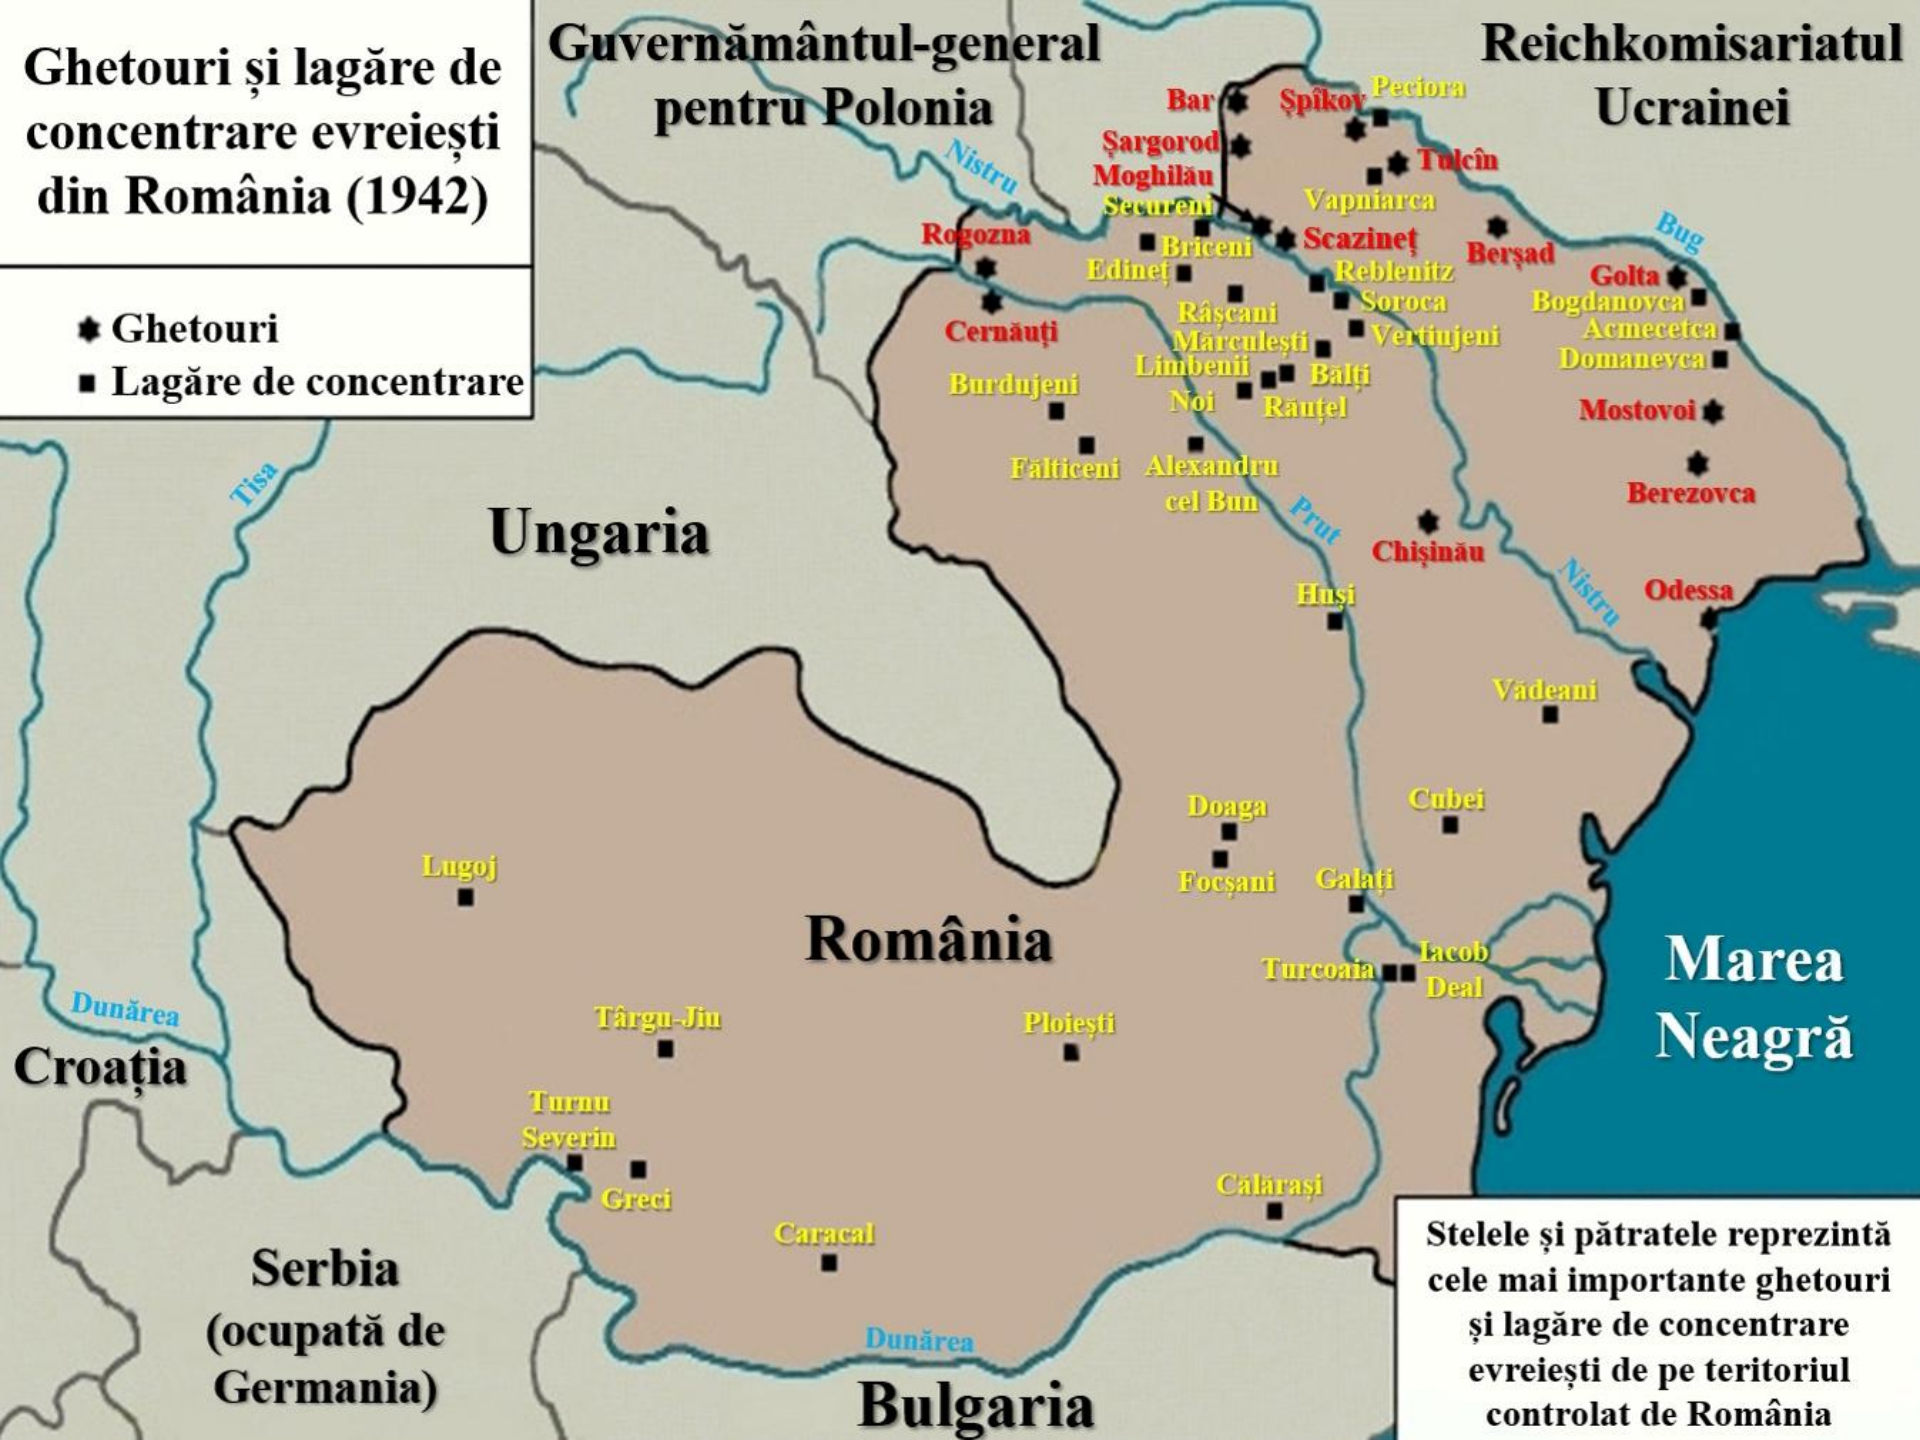 Ghetouri și lagăre de
concentrare evreiești
din România (1942)
Ghetouri
Lagăre de concentrare
Guvernământul-general
pentru Polonia
Reichkomisariatul
Ucrainei
Bar
Șpîkov
Peciora
Șargorod
Tulcîn
Moghilău
Nistru
Vapniarca
Secureni
Rogozna
Briceni
Scazineț
Berșad
Bug
Edineț
Reblenitz
Golta
Soroca
Bogdanovca
Râșcani
Cernăuți
Mărculești
Vertiujeni
Acmecetca
Limbenii
Noi
Domanevca
Burdujeni
Bălți
Răuțel
Mostovoi
Fălticeni
Alexandru
cel Bun
Tisa
Berezovca
Ungaria
Prut
Chișinău
Huși
Nistru
Odessa
Vădeani
Doaga
Cubei
Lugoj
Focșani
Galați
România
Turcoaia
Iacob
Deal
Marea
Neagră
Dunărea
Târgu-Jiu
Ploiești
Croația
Turnu
Severin
Greci
Călărași
Caracal
Serbia
(ocupată de
Germania)
Dunărea
Bulgaria
Stelele și pătratele reprezintă
cele mai importante ghetouri
și lagăre de concentrare
evreiești de pe teritoriul
controlat de România